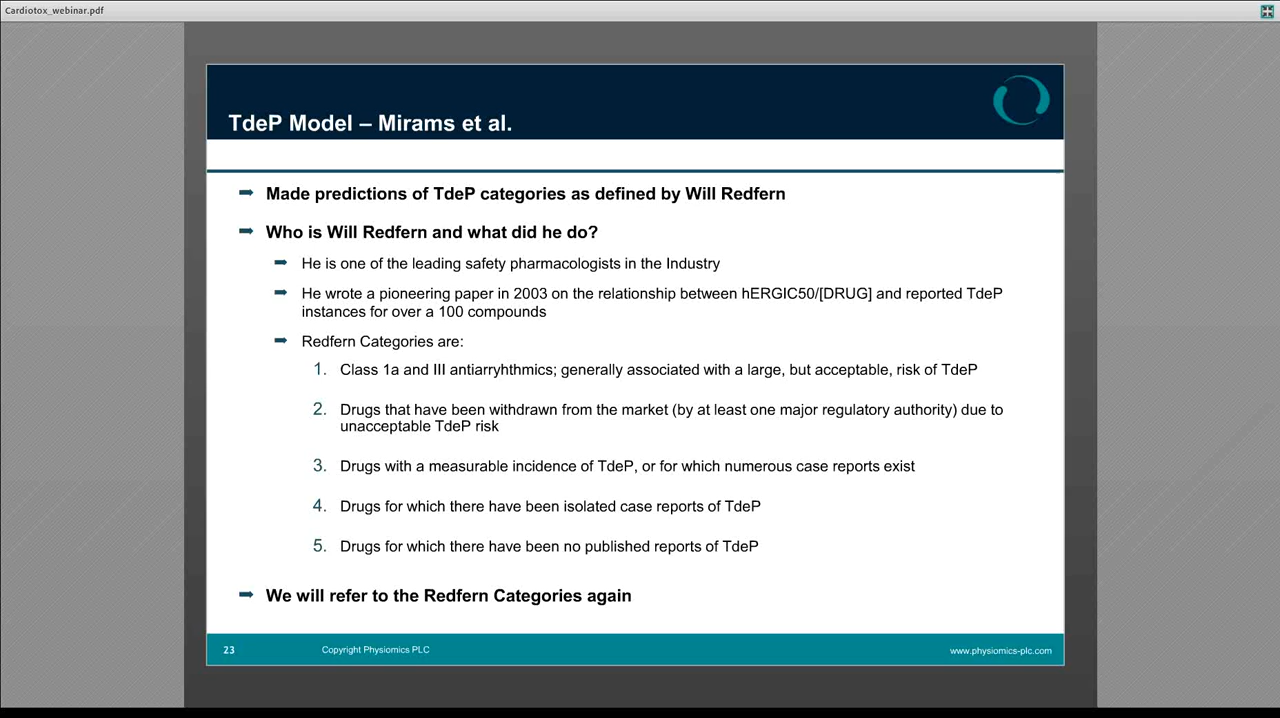 Cardiotox_webinar.pdf
TdeP Model – Mirams et al.
Made predictions of TdeP categories as defined by Will Redfern
Who is Will Redfern and what did he do?
He is one of the leading safety pharmacologists in the Industry
He wrote a pioneering paper in 2003 on the relationship between hERGIC50/[DRUG] and reported TdeP
instances for over a 100 compounds
Redfern Categories are:
1. Class 1a and III antiarryhthmics; generally associated with a large, but acceptable, risk of TdeP
2. Drugs that have been withdrawn from the market (by at least one major regulatory authority) due to
unacceptable TdeP risk
3. Drugs with a measurable incidence of TdeP, or for which numerous case reports exist
4. Drugs for which there have been isolated case reports of TdeP
5. Drugs for which there have been no published reports of TdeP
We will refer to the Redfern Categories again
23 Copyright Physiomics PLC www.physiomics-plc.com